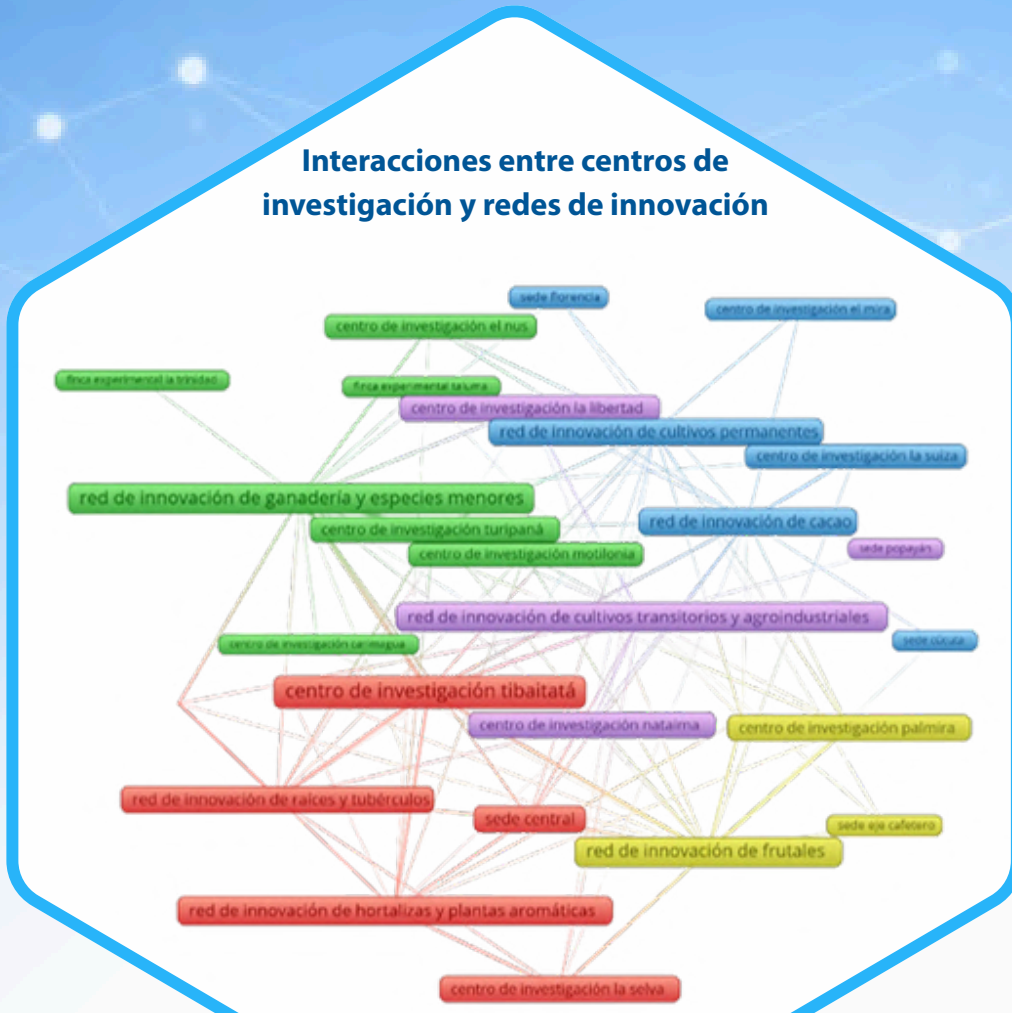 Interacciones entre centros de
investigación y redes de innovación
sede florencia
centro de investigación el mira
centro de investigación el nus
finca experimental la trinidad
finca experimental taluma
centro de investigación la libertad
red de innovación de cultivos permanentes
centro de investigación la suiza
red de innovación de ganadería y especies menores
centro de investigación turipaná
red de innovación de cacao
centro de investigación motilonia
sede popayán
red de innovación de cultivos transitorios y agroindustriales
centro de investigación carimagua
sede cúcuta
centro de investigación tibaitatá
centro de investigación nataima
centro de investigación palmira
red de innovación de raíces y tubérculos
sede central
sede eje cafetero
red de innovación de frutales
red de innovación de hortalizas y plantas aromáticas
centro de investigación la selva